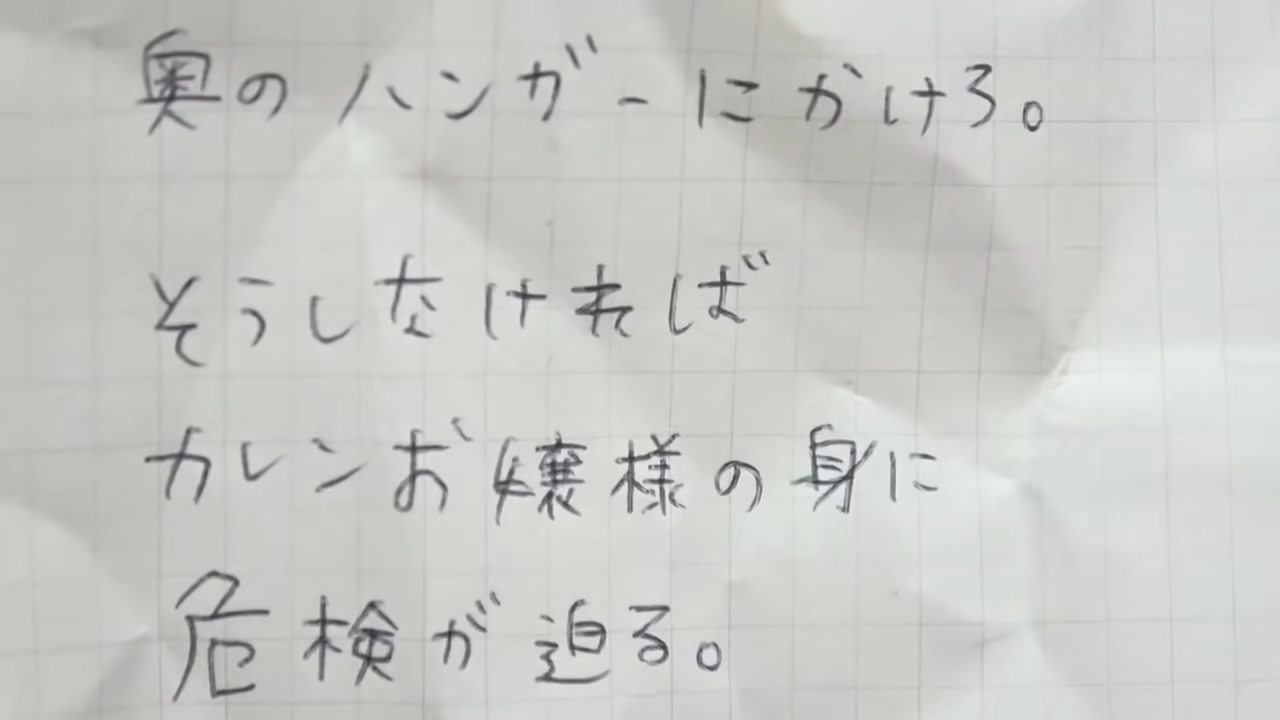 奥のハンガーにかけろ。
そうしなければ
カレンお嬢様の身に
危検が迫る。